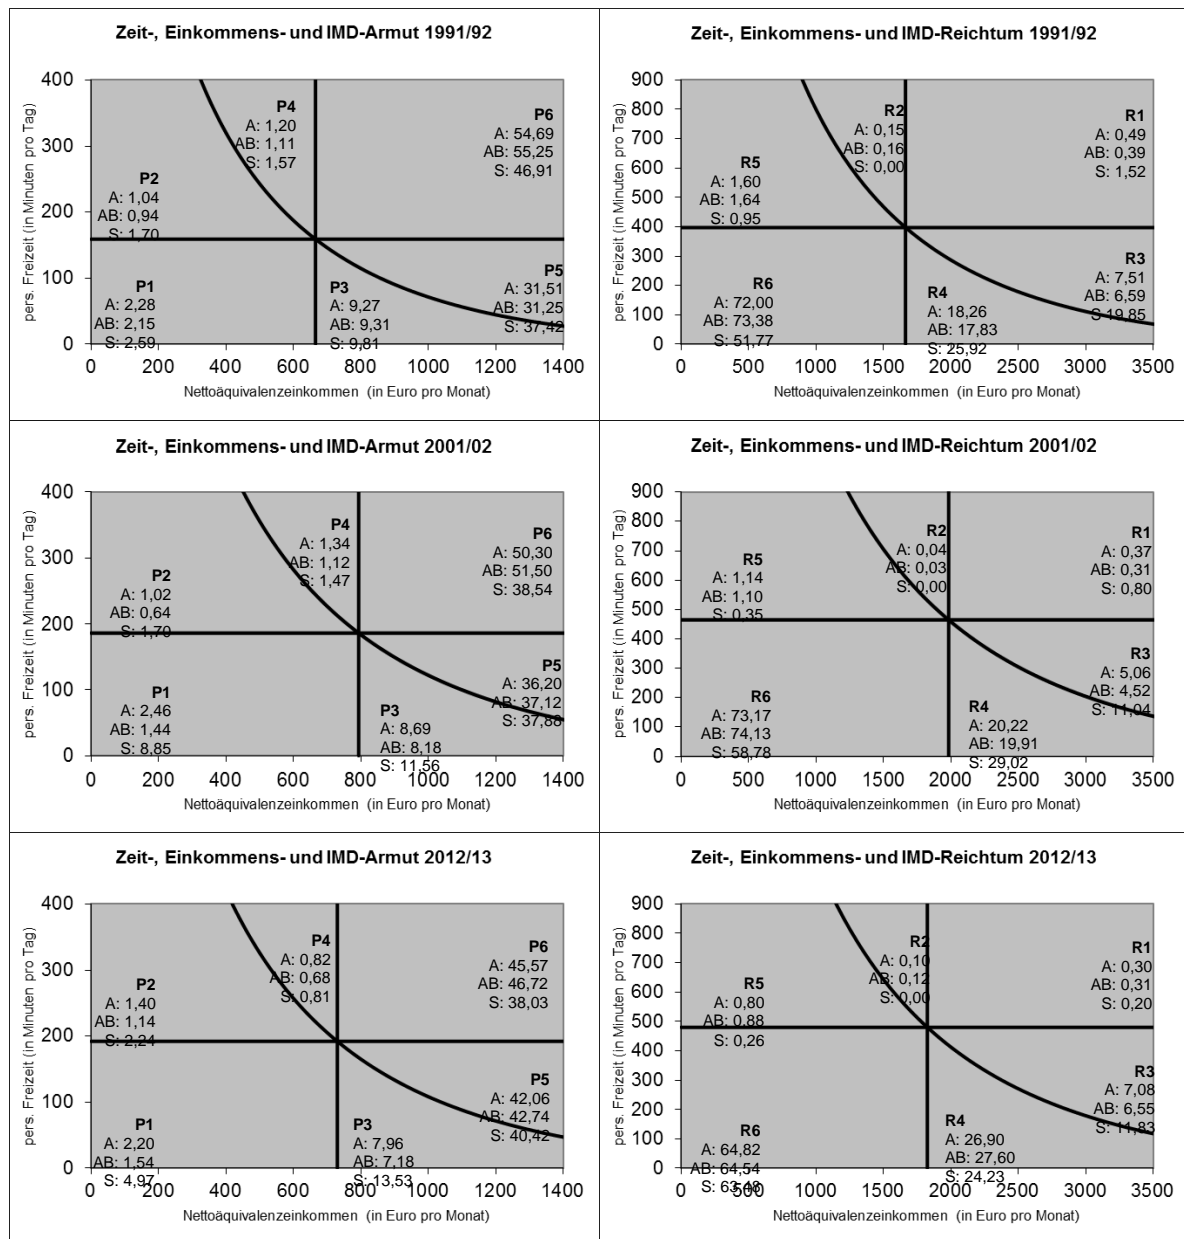 Zeit-, Einkommens- und IMD-Armut 1991/92
pers. Freizeit (in Minuten pro Tag)
400
300
200
100
0
P4
A: 1,20
AB: 1,11
S: 1,57
P6
A: 54,69
AB: 55,25
S: 46,91
P2
A: 1,04
AB: 0,94
S: 1,70
P1
A: 2,28
AB: 2,15
S: 2,59
P3
A: 9,27
AB: 9,31
S: 9,81
P5
A: 31,51
AB: 31,25
S: 37,42
0 200 400 600 800 1000 1200 1400
Nettoäquivalenzeinkommen (in Euro pro Monat)
Zeit-, Einkommens- und IMD-Reichtum 1991/92
pers. Freizeit (in Minuten pro Tag)
900
800
700
600
500
400
300
200
100
0
R2
A: 0,15
AB: 0,16
S: 0,00
R1
A: 0,49
AB: 0,39
S: 1,52
R5
A: 1,60
AB: 1,64
S: 0,95
R6
A: 72,00
AB: 73,38
S: 51,77
R4
A: 18,26
AB: 17,83
S: 25,92
R3
A: 7,51
AB: 6,59
S: 19,85
0 500 1000 1500 2000 2500 3000 3500
Nettoäquivalenzeinkommen (in Euro pro Monat)
Zeit-, Einkommens- und IMD-Armut 2001/02
pers. Freizeit (in Minuten pro Tag)
400
300
200
100
0
P4
A: 1,34
AB: 1,12
S: 1,47
P6
A: 50,30
AB: 51,50
S: 38,54
P2
A: 1,02
AB: 0,64
S: 1,70
P1
A: 2,46
AB: 1,44
S: 8,85
P3
A: 8,69
AB: 8,18
S: 11,56
P5
A: 36,20
AB: 37,12
S: 37,88
0 200 400 600 800 1000 1200 1400
Nettoäquivalenzeinkommen (in Euro pro Monat)
Zeit-, Einkommens- und IMD-Reichtum 2001/02
pers. Freizeit (in Minuten pro Tag)
900
800
700
600
500
400
300
200
100
0
R2
A: 0,04
AB: 0,03
S: 0,00
R1
A: 0,37
AB: 0,31
S: 0,80
R5
A: 1,14
AB: 1,10
S: 0,35
R6
A: 73,17
AB: 74,13
S: 58,78
R4
A: 20,22
AB: 19,91
S: 29,02
R3
A: 5,06
AB: 4,52
S: 11,04
0 500 1000 1500 2000 2500 3000 3500
Nettoäquivalenzeinkommen (in Euro pro Monat)
Zeit-, Einkommens- und IMD-Armut 2012/13
pers. Freizeit (in Minuten pro Tag)
400
300
200
100
0
P4
A: 0,82
AB: 0,68
S: 0,81
P6
A: 45,57
AB: 46,72
S: 38,03
P2
A: 1,40
AB: 1,14
S: 2,24
P1
A: 2,20
AB: 1,54
S: 4,97
P3
A: 7,96
AB: 7,18
S: 13,53
P5
A: 42,06
AB: 42,74
S: 40,42
0 200 400 600 800 1000 1200 1400
Nettoäquivalenzeinkommen (in Euro pro Monat)
Zeit-, Einkommens- und IMD-Reichtum 2012/13
pers. Freizeit (in Minuten pro Tag)
900
800
700
600
500
400
300
200
100
0
R2
A: 0,10
AB: 0,12
S: 0,00
R1
A: 0,30
AB: 0,31
S: 0,20
R5
A: 0,80
AB: 0,88
S: 0,26
R6
A: 64,82
AB: 64,54
S: 63,48
R4
A: 26,90
AB: 27,60
S: 24,23
R3
A: 7,08
AB: 6,55
S: 11,83
0 500 1000 1500 2000 2500 3000 3500
Nettoäquivalenzeinkommen (in Euro pro Monat)